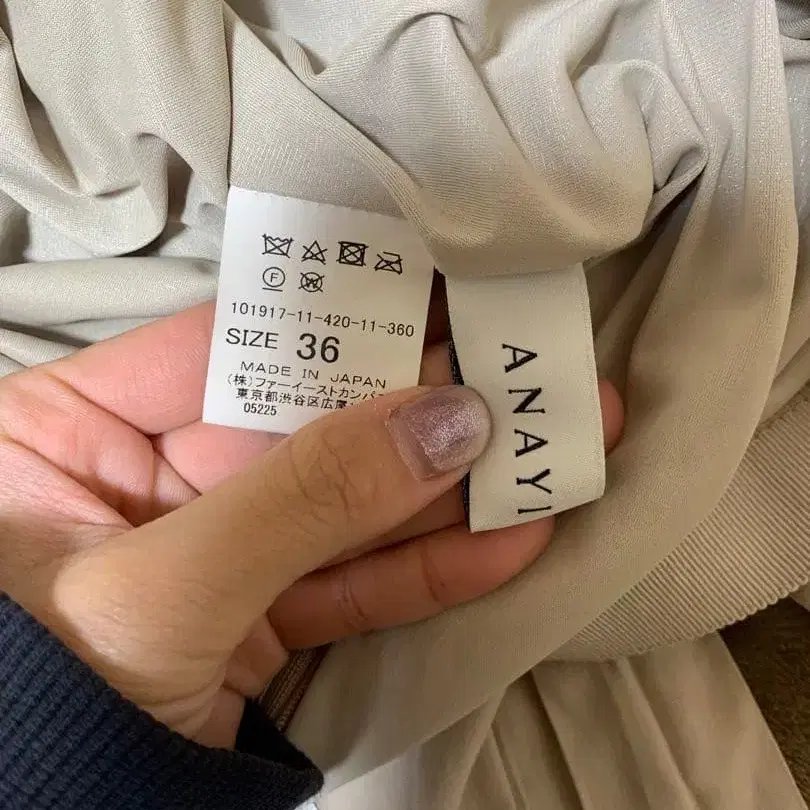 F
W
101917-11-420-11-360
SIZE 36
MADE IN JAPAN
(株)ファーイーストカンパ
東京都渋谷区広尾
05225
ANAYI